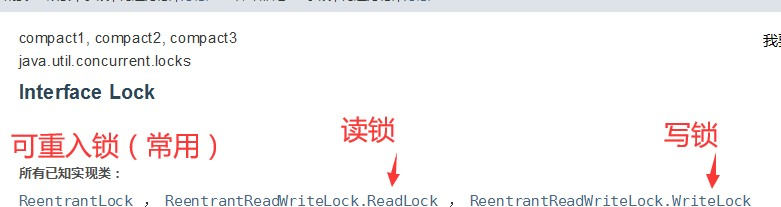 compact1, compact2, compact3
我
java.util.concurrent.locks
Interface Lock
可重入锁（常用） 读锁 写锁
所有已知实现类：
ReentrantLock ， ReentrantReadWriteLock.ReadLock ， ReentrantReadWriteLock.WriteLock